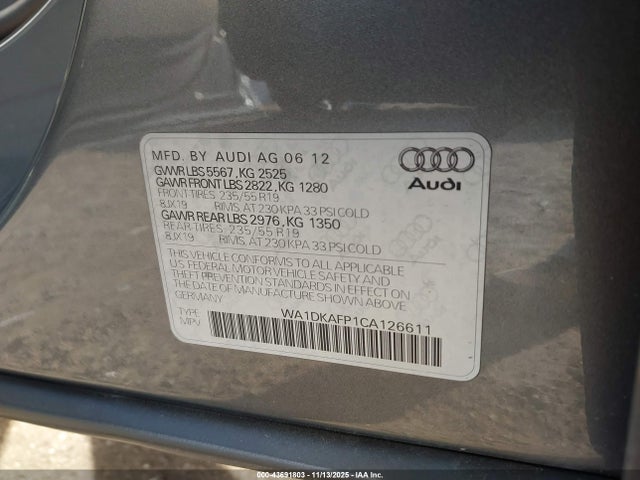 MFD. BY AUDI AG 06 12
GVWR LBS 5567, KG 2525
GAWR FRONT LBS 2822, KG 1280
FRONT-TIRES: 235/55 R19
8JX19 RIMS, AT 230 KPA 33 PSI COLD
GAWR REAR LBS 2976, KG 1350
REAR-TIRES: 235/55 R19
8JX19 RIMS, AT 230 KPA 33 PSI COLD
Audi
THIS VEHICLE CONFORMS TO ALL APPLICABLE
U.S. FEDERAL MOTOR VEHICLE SAFETY AND
THEFT PREVENTION STANDARDS IN EFFECT ON
THE DATE OF MANUFACTURE SHOWN ABOVE.
GERMANY
TYPE: WA1DKAFP1CA126611
MPV
000-43691803 | 11/13/2025 | IAAI.COM